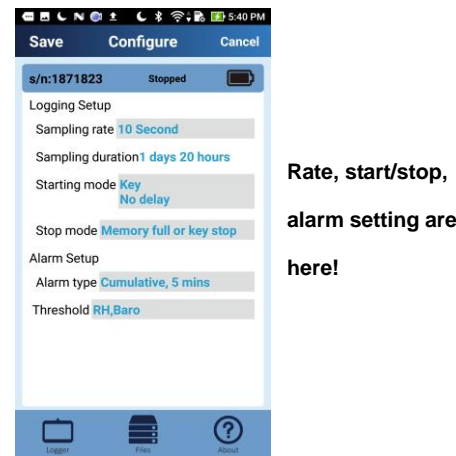 5:40 PM
Save Configure Cancel
s/n:1871823 Stopped
Logging Setup
Sampling rate 10 Second
Sampling duration1 days 20 hours
Starting mode Key
No delay
Stop mode Memory full or key stop
Alarm Setup
Alarm type Cumulative, 5 mins
Threshold RH,Baro
Logger Files About
Rate, start/stop,
alarm setting are
here!